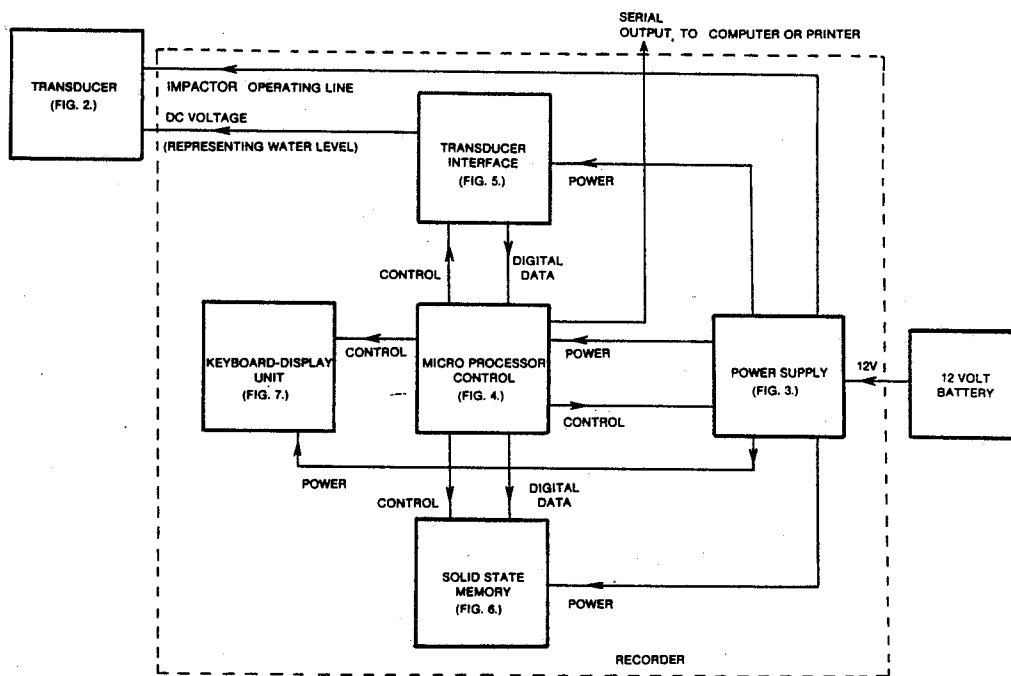 SERIAL
OUTPUT, TO COMPUTER OR PRINTER
TRANSDUCER
(FIG. 2.)
IMPACTOR OPERATING LINE
DC VOLTAGE
(REPRESENTING WATER LEVEL)
TRANSDUCER
INTERFACE
(FIG. 5.)
POWER
CONTROL
DIGITAL
DATA
KEYBOARD-DISPLAY
UNIT
(FIG. 7.)
CONTROL
MICRO PROCESSOR
CONTROL
(FIG. 4.)
POWER
CONTROL
POWER SUPPLY
(FIG. 3.)
12V
12 VOLT
BATTERY
POWER
CONTROL
DIGITAL
DATA
SOLID STATE
MEMORY
(FIG. 6.)
POWER
RECORDER